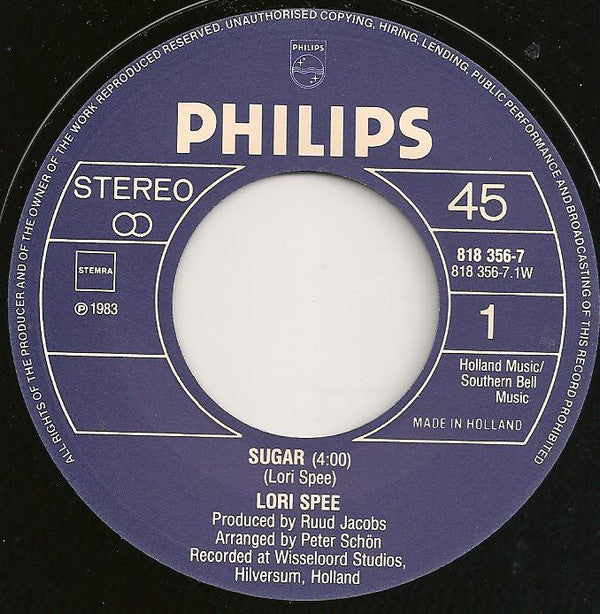 ALL RIGHTS OF THE PRODUCER AND OF THE OWNER OF THE WORK REPRODUCED RESERVED. UNAUTHORISED COPYING, HIRING, LENDING, PUBLIC PERFORMANCE AND BROADCASTING OF THIS RECORD PROHIBITED
PHILIPS
PHILIPS
STEREO
45
STEMRA
818 356-7
818 356-7.1W
℗ 1983
1
Holland Music/
Southern Bell
Music
MADE IN HOLLAND
SUGAR (4:00)
(Lori Spee)
LORI SPEE
Produced by Ruud Jacobs
Arranged by Peter Schön
Recorded at Wisseloord Studios,
Hilversum, Holland